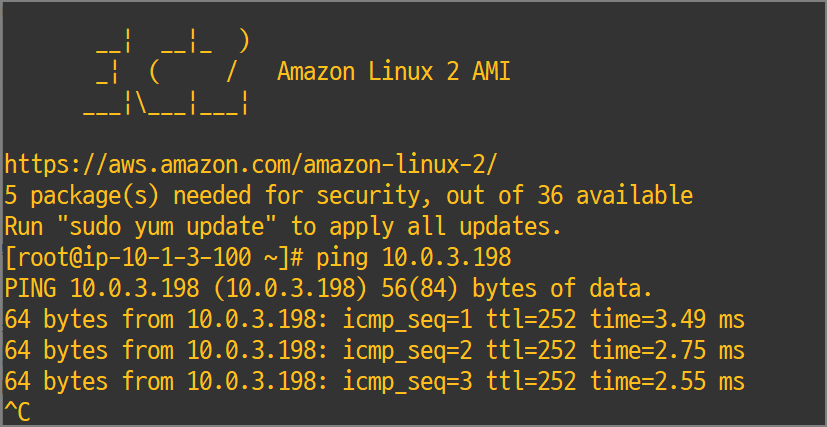 __|  __|_  )
       _|  (     /   Amazon Linux 2 AMI
      ___|\___|___|
https://aws.amazon.com/amazon-linux-2/
5 package(s) needed for security, out of 36 available
Run "sudo yum update" to apply all updates.
[root@ip-10-1-3-100 ~]# ping 10.0.3.198
PING 10.0.3.198 (10.0.3.198) 56(84) bytes of data.
64 bytes from 10.0.3.198: icmp_seq=1 ttl=252 time=3.49 ms
64 bytes from 10.0.3.198: icmp_seq=2 ttl=252 time=2.75 ms
64 bytes from 10.0.3.198: icmp_seq=3 ttl=252 time=2.55 ms
^C